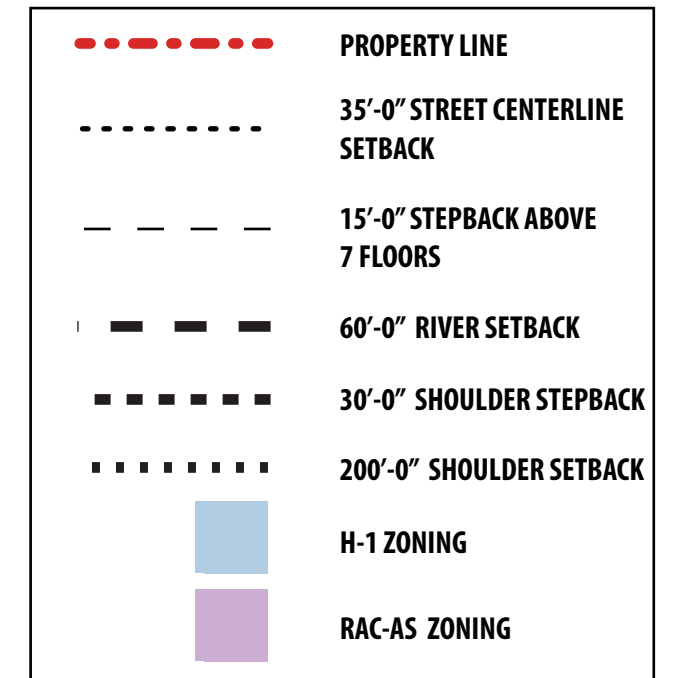 PROPERTY LINE
35'-0" STREET CENTERLINE
SETBACK
15'-0" STEPBACK ABOVE
7 FLOORS
60'-0" RIVER SETBACK
30'-0" SHOULDER STEPBACK
200'-0" SHOULDER SETBACK
H-1 ZONING
RAC-AS ZONING